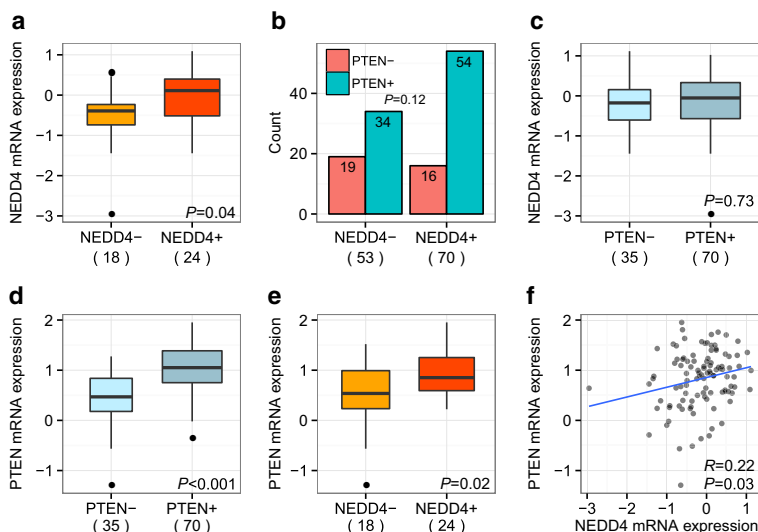 a
NEDD4 mRNA expression
1
0
−1
−2
−3
P=0.04
NEDD4− NEDD4+
( 18 ) ( 24 )
b
Count
40
20
0
PTEN−
PTEN+
P=0.12
19 34 16 54
NEDD4− NEDD4+
( 53 ) ( 70 )
c
NEDD4 mRNA expression
1
0
−1
−2
−3
P=0.73
PTEN− PTEN+
( 35 ) ( 70 )
d
PTEN mRNA expression
2
1
0
−1
P<0.001
PTEN− PTEN+
( 35 ) ( 70 )
e
PTEN mRNA expression
2
1
0
−1
P=0.02
NEDD4− NEDD4+
( 18 ) ( 24 )
f
PTEN mRNA expression
2
1
0
−1
R=0.22
P=0.03
−3 −2 −1 0 1
NEDD4 mRNA expression